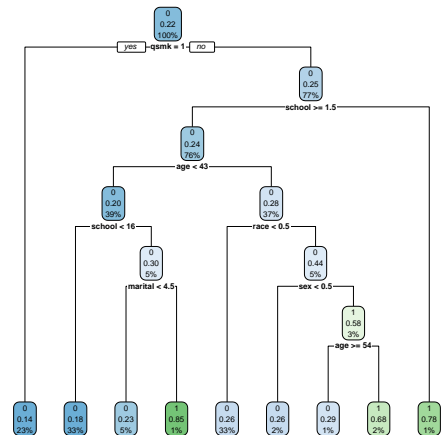 0
0.22
100%
yes qsmk = 1 no
0
0.25
77%
school >= 1.5
0
0.24
76%
age < 43
0 0
0.20 0.28
39% 37%
school < 16 race < 0.5
0 0
0.30 0.44
5% 5%
marital < 4.5 sex < 0.5
1
0.58
3%
age >= 54
0 0 0 1 0 0 0 1 1
0.14 0.18 0.23 0.85 0.26 0.26 0.29 0.68 0.78
23% 33% 5% 1% 33% 2% 1% 2% 1%